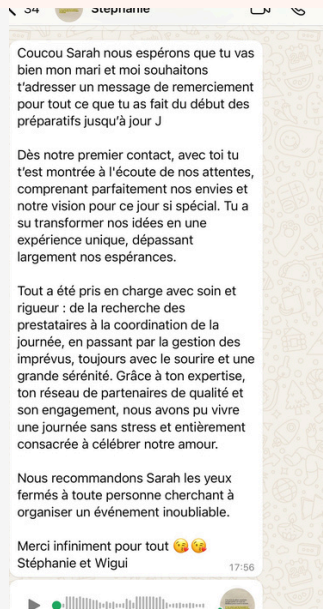 34
Stéphanie
Coucou Sarah nous espérons que tu vas
bien mon mari et moi souhaitons
t'adresser un message de remerciement
pour tout ce que tu as fait du début des
préparatifs jusqu'à jour J
Dès notre premier contact, avec toi tu
t'est montrée à l'écoute de nos attentes,
comprenant parfaitement nos envies et
notre vision pour ce jour si spécial. Tu a
su transformer nos idées en une
expérience unique, dépassant
largement nos espérances.
Tout a été pris en charge avec soin et
rigueur : de la recherche des
prestataires à la coordination de la
journée, en passant par la gestion des
imprévus, toujours avec le sourire et une
grande sérénité. Grâce à ton expertise,
ton réseau de partenaires de qualité et
son engagement, nous avons pu vivre
une journée sans stress et entièrement
consacrée à célébrer notre amour.
Nous recommandons Sarah les yeux
fermés à toute personne cherchant à
organiser un événement inoubliable.
Merci infiniment pour tout 😘😘
Stéphanie et Wigui
17:56